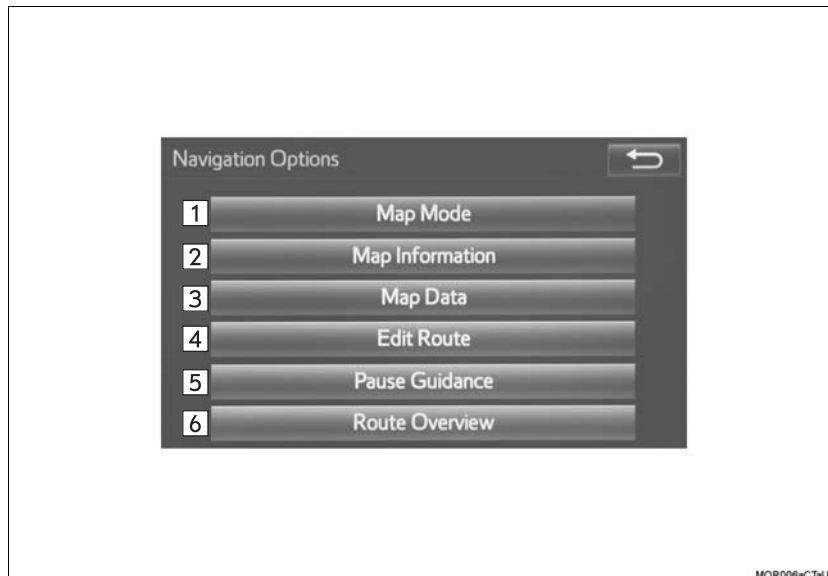 Navigation Options
1 Map Mode
2 Map Information
3 Map Data
4 Edit Route
5 Pause Guidance
6 Route Overview